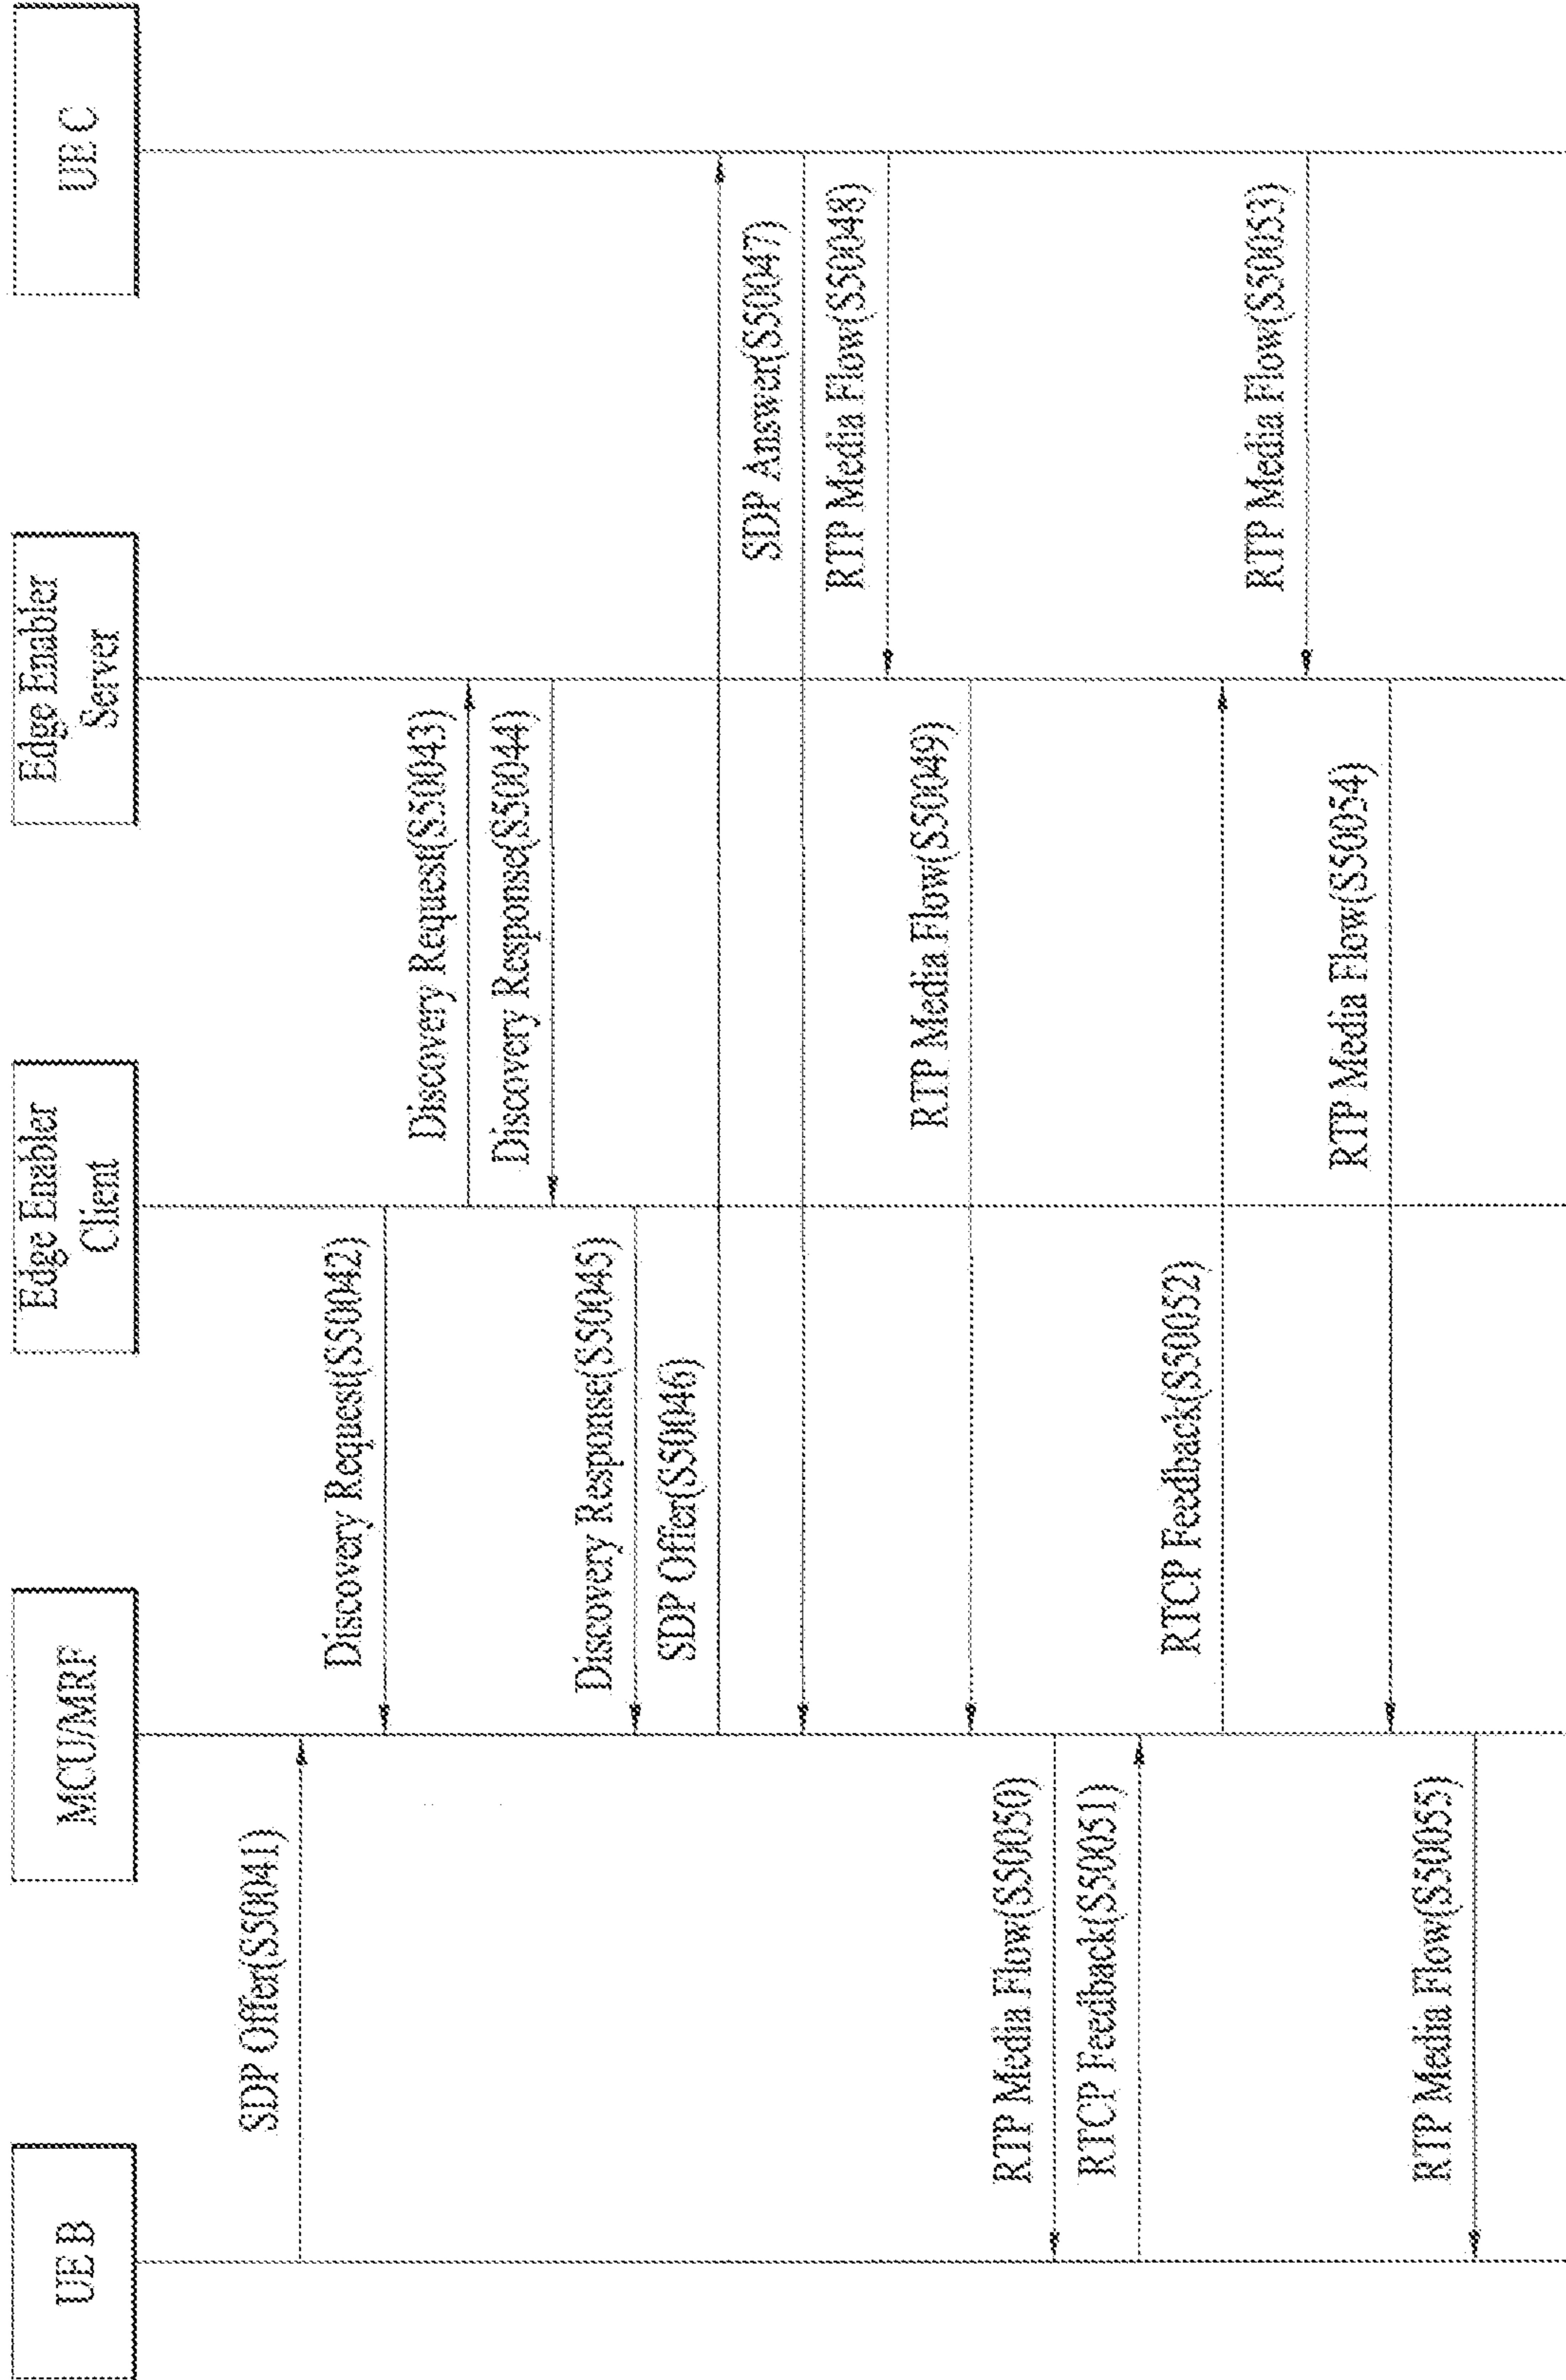 UE B
MCU/MRF
Edge Enabler
Client
Edge Enabler
Server
UE C
SDP Offer(S50041)
Discovery Request(S50042)
Discovery Request(S50043)
Discovery Response(S50044)
Discovery Response(S50045)
SDP Offer(S50046)
SDP Answer(S50047)
RTP Media Flow(S50048)
RTP Media Flow(S50049)
RTP Media Flow(S50050)
RTCP Feedback(S50051)
RTCP Feedback(S50052)
RTP Media Flow(S50053)
RTP Media Flow(S50054)
RTP Media Flow(S50055)